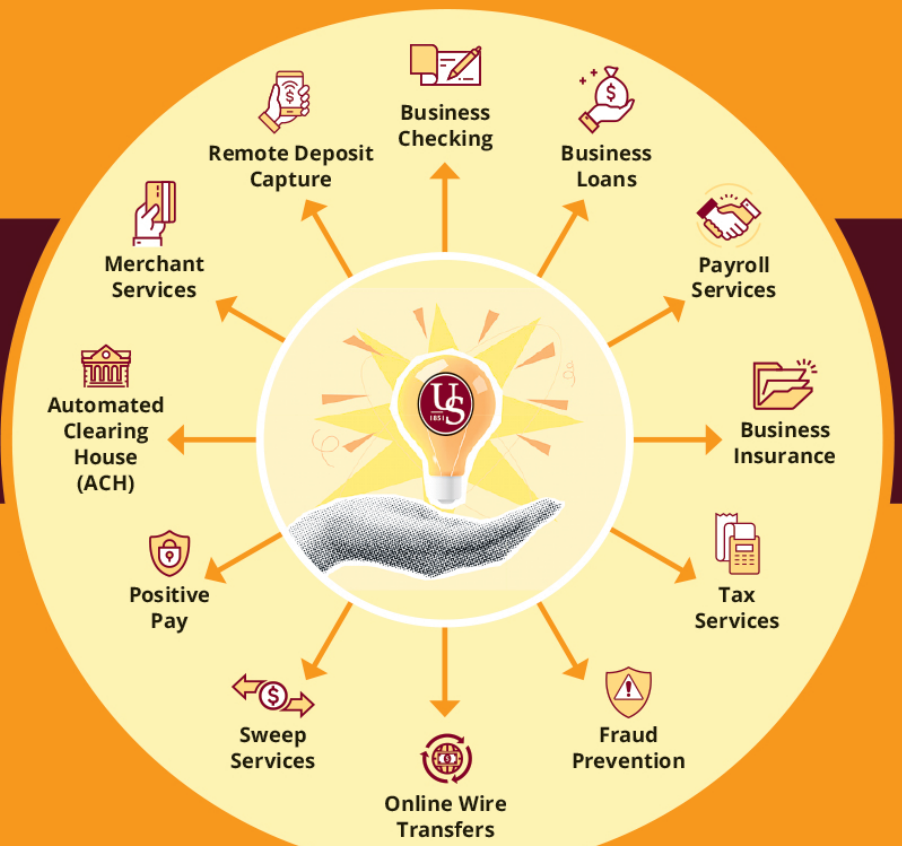 Business
Checking
Business
Loans
Payroll
Services
Business
Insurance
Tax
Services
Fraud
Prevention
Online Wire
Transfers
Sweep
Services
Positive
Pay
Automated
Clearing
House
(ACH)
Merchant
Services
Remote Deposit
Capture
US
1851